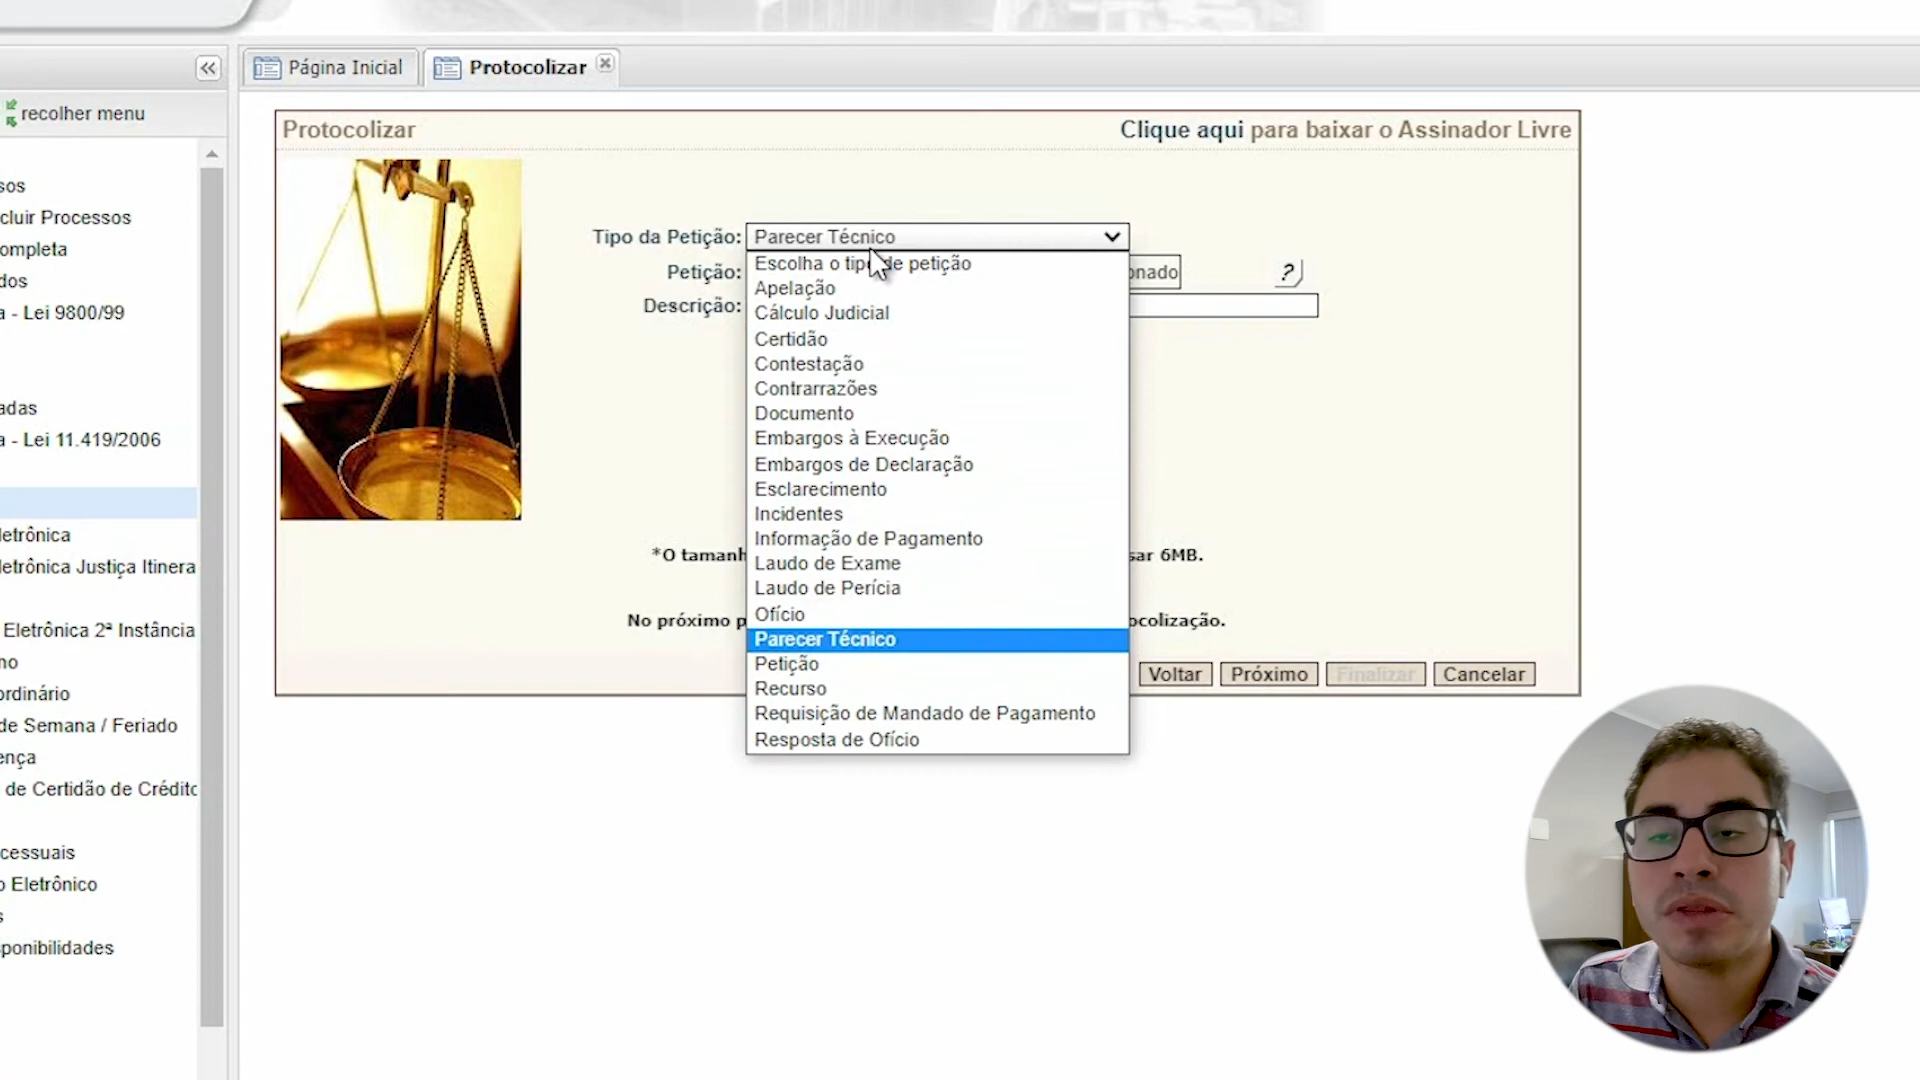 Página Inicial
Protocolizar
recolher menu
sos
cluir Processos
ompleta
dos
a - Lei 9800/99
adas
a - Lei 11.419/2006
letrônica
letrônica Justiça Itinera
Eletrônica 2ª Instância
no
ordinário
de Semana / Feriado
ença
de Certidão de Crédito
cessuais
o Eletrônico
s
sponibilidades
Protocolizar
Clique aqui para baixar o Assinador Livre
Tipo da Petição: Parecer Técnico
Petição:
onado
?
Descrição:
Escolha o tipo de petição
Apelação
Cálculo Judicial
Certidão
Contestação
Contrarrazões
Documento
Embargos à Execução
Embargos de Declaração
Esclarecimento
Incidentes
Informação de Pagamento
Laudo de Exame
Laudo de Perícia
Ofício
Parecer Técnico
Petição
Recurso
Requisição de Mandado de Pagamento
Resposta de Ofício
*O tamanh
sar 6MB.
No próximo p
ocolização.
Voltar
Próximo
Finalizar
Cancelar